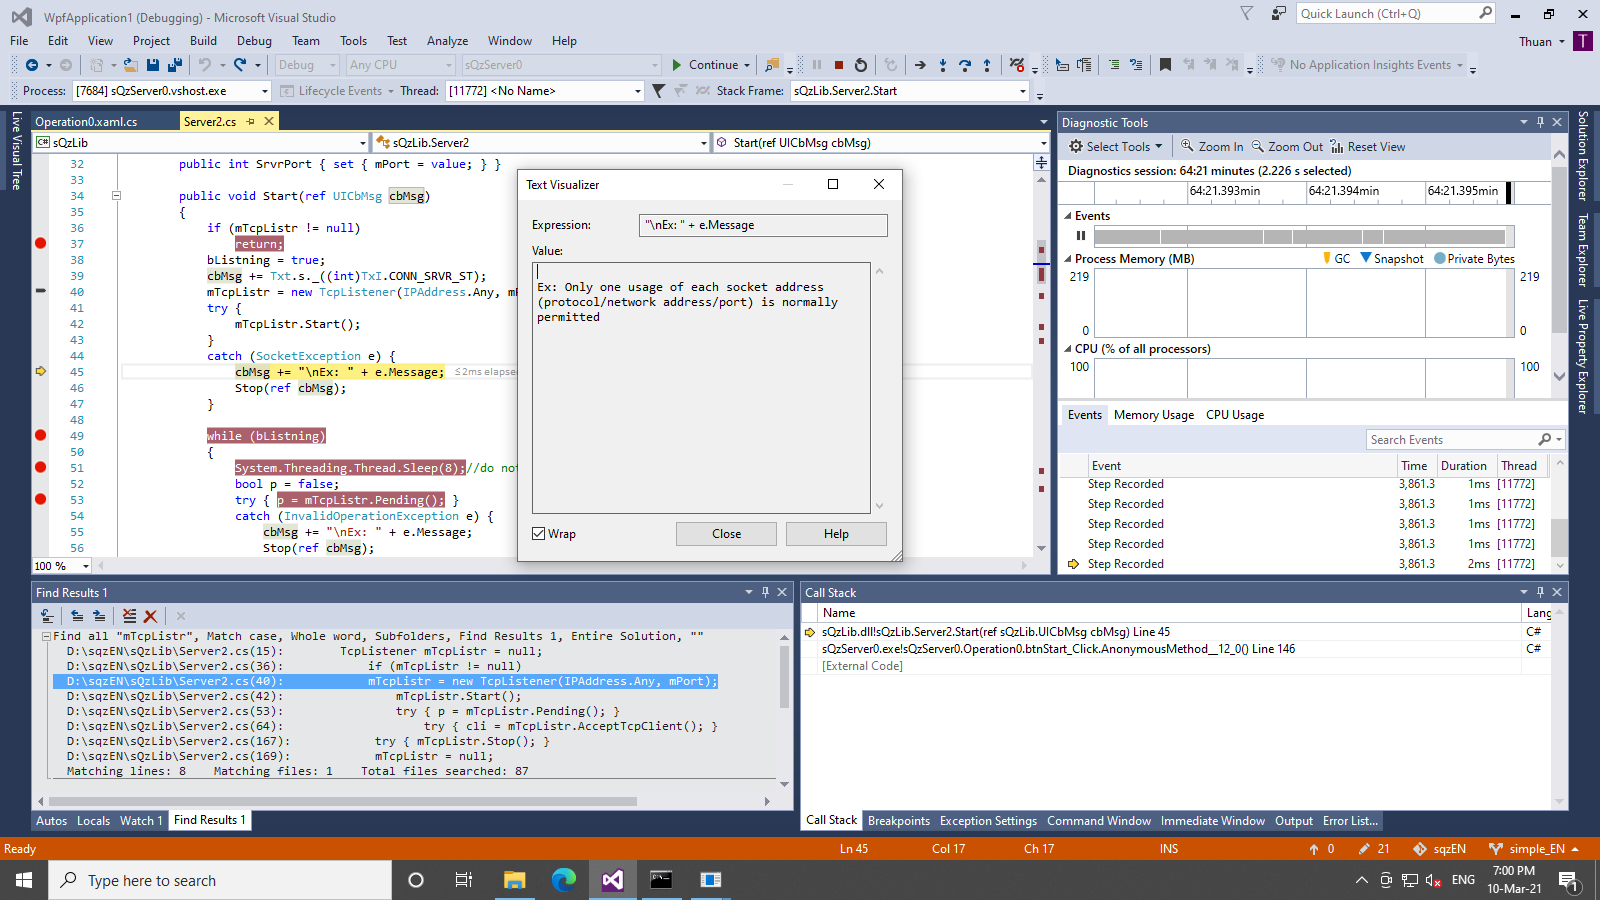 WpfApplication1 (Debugging) - Microsoft Visual Studio
Quick Launch (Ctrl+Q)
File Edit View Project Build Debug Team Tools Test Analyze Window Help
Thuan T
Debug Any CPU sQzServer0 Continue No Application Insights Events
Process: [7684] sQzServer0.vshost.exe Lifecycle Events Thread: [11772] <No Name> Stack Frame: sQzLib.Server2.Start
Live Visual Tree
Operation0.xaml.cs Server2.cs
C# sQzLib sQzLib.Server2 Start(ref UICbMsg cbMsg)
32 public int SrvrPort { set { mPort = value; } }
33
34 public void Start(ref UICbMsg cbMsg)
35 {
36 if (mTcpListr != null)
37 return;
38 bListning = true;
39 cbMsg += Txt.s._((int)TxI.CONN_SRVR_ST);
40 mTcpListr = new TcpListener(IPAddress.Any, mP
41 try {
42 mTcpListr.Start();
43 }
44 catch (SocketException e) {
45 cbMsg += "\nEx: " + e.Message; ≤2ms elapsed
46 Stop(ref cbMsg);
47 }
48
49 while (bListning)
50 {
51 System.Threading.Thread.Sleep(8);//do not
52 bool p = false;
53 try { p = mTcpListr.Pending(); }
54 catch (InvalidOperationException e) {
55 cbMsg += "\nEx: " + e.Message;
56 Stop(ref cbMsg);
100 %
Text Visualizer
Expression: "\nEx: " + e.Message
Value:
Ex: Only one usage of each socket address
(protocol/network address/port) is normally
permitted
Wrap Close Help
Diagnostic Tools
Select Tools Zoom In Zoom Out Reset View
Diagnostics session: 64:21 minutes (2.226 s selected)
64:21.393min 64:21.394min 64:21.395min
Events
Process Memory (MB) GC Snapshot Private Bytes
219 219
0 0
CPU (% of all processors)
100 100
Events Memory Usage CPU Usage
Search Events
Event Time Duration Thread
Step Recorded 3,861.3 1ms [11772]
Step Recorded 3,861.3 1ms [11772]
Step Recorded 3,861.3 1ms [11772]
Step Recorded 3,861.3 1ms [11772]
Step Recorded 3,861.3 2ms [11772]
Solution Explorer
Team Explorer
Live Property Explorer
Find Results 1
Find all "mTcpListr", Match case, Whole word, Subfolders, Find Results 1, Entire Solution, ""
D:\sqzEN\sQzLib\Server2.cs(15): TcpListener mTcpListr = null;
D:\sqzEN\sQzLib\Server2.cs(36): if (mTcpListr != null)
D:\sqzEN\sQzLib\Server2.cs(40): mTcpListr = new TcpListener(IPAddress.Any, mPort);
D:\sqzEN\sQzLib\Server2.cs(42): mTcpListr.Start();
D:\sqzEN\sQzLib\Server2.cs(53): try { p = mTcpListr.Pending(); }
D:\sqzEN\sQzLib\Server2.cs(64): try { cli = mTcpListr.AcceptTcpClient(); }
D:\sqzEN\sQzLib\Server2.cs(167): try { mTcpListr.Stop(); }
D:\sqzEN\sQzLib\Server2.cs(169): mTcpListr = null;
Matching lines: 8 Matching files: 1 Total files searched: 87
Autos Locals Watch 1 Find Results 1
Call Stack
Name Lang
sQzLib.dll!sQzLib.Server2.Start(ref sQzLib.UICbMsg cbMsg) Line 45 C#
sQzServer0.exe!sQzServer0.Operation0.btnStart_Click.AnonymousMethod__12_0() Line 146 C#
[External Code]
Call Stack Breakpoints Exception Settings Command Window Immediate Window Output Error List...
Ready Ln 45 Col 17 Ch 17 INS 0 21 sqzEN simple_EN
Type here to search
ENG
7:00 PM
10-Mar-21
1